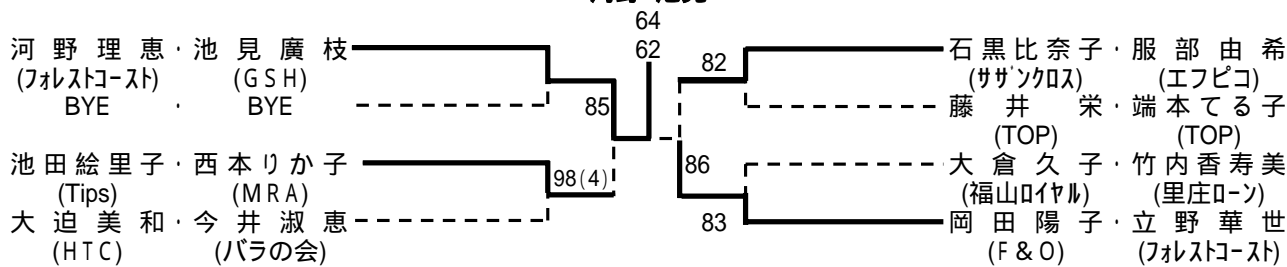 64
62
河野理恵・池見廣枝
(フォレストコースト) (GSH)
BYE ・ BYE
85
池田絵里子・西本りか子
(Tips) (MRA)
98(4)
大迫美和・今井淑恵
(HTC) (バラの会)
82
石黒比奈子・服部由希
(サザンクロス) (エフピコ)
藤井栄・端本てる子
(TOP) (TOP)
86
大倉久子・竹内香寿美
(福山ロイヤル) (里庄ローン)
83
岡田陽子・立野華世
(F&O) (フォレストコースト)